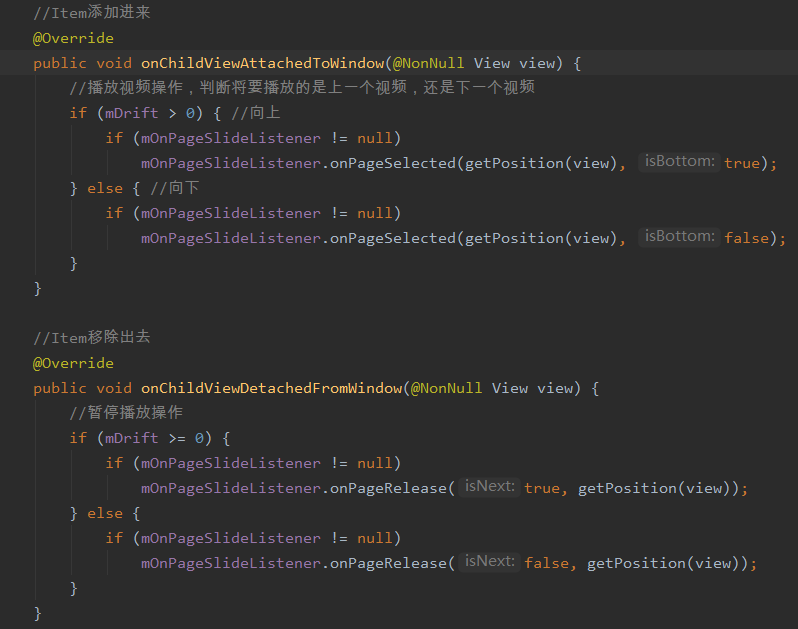 //Item添加进来
@Override
public void onChildViewAttachedToWindow(@NonNull View view) {
//播放视频操作，判断将要播放的是上一个视频，还是下一个视频
if (mDrift > 0) { //向上
if (mOnPageSlideListener != null)
mOnPageSlideListener.onPageSelected(getPosition(view), isBottom: true);
} else { //向下
if (mOnPageSlideListener != null)
mOnPageSlideListener.onPageSelected(getPosition(view), isBottom: false);
}
}
//Item移除出去
@Override
public void onChildViewDetachedFromWindow(@NonNull View view) {
//暂停播放操作
if (mDrift >= 0) {
if (mOnPageSlideListener != null)
mOnPageSlideListener.onPageRelease( isNext: true, getPosition(view));
} else {
if (mOnPageSlideListener != null)
mOnPageSlideListener.onPageRelease( isNext: false, getPosition(view));
}
}